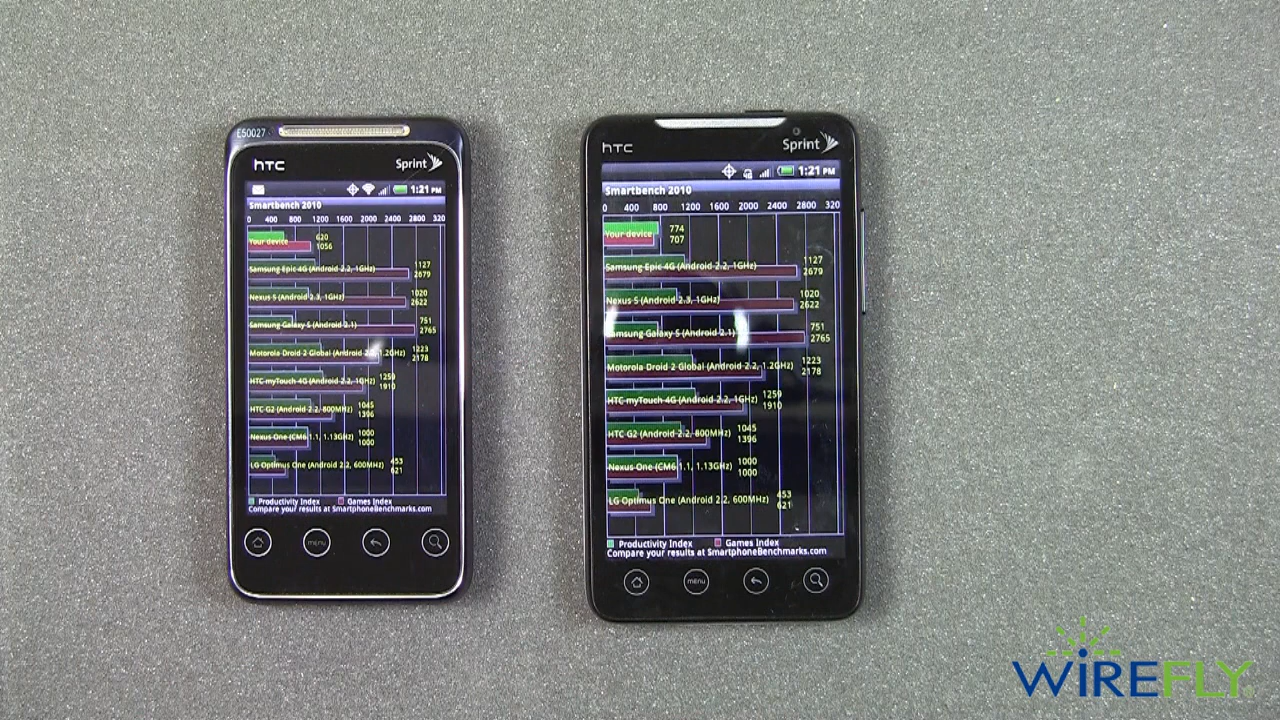 E50027
hTC Sprint
1:21 PM
Smartbench 2010
0 400 800 1200 1600 2000 2400 2800 320
Your device 620
1056
Samsung Epic 4G (Android 2.2, 1GHz) 1127
2679
Nexus S (Android 2.3, 1GHz) 1020
2622
Samsung Galaxy S (Android 2.1) 751
2765
Motorola Droid 2 Global (Android 2.2, 1.2GHz) 1223
2178
HTC myTouch 4G (Android 2.2, 1GHz) 1259
1910
HTC G2 (Android 2.2, 800MHz) 1045
1396
Nexus One (CM6.1.1, 1.13GHz) 1000
1000
LG Optimus One (Android 2.2, 600MHz) 453
621
Productivity Index Games Index
Compare your results at SmartphoneBenchmarks.com
menu
hTC Sprint
1:21 PM
Smartbench 2010
0 400 800 1200 1600 2000 2400 2800 320
Your device 774
707
Samsung Epic 4G (Android 2.2, 1GHz) 1127
2679
Nexus S (Android 2.3, 1GHz) 1020
2622
Samsung Galaxy S (Android 2.1) 751
2765
Motorola Droid 2 Global (Android 2.2, 1.2GHz) 1223
2178
HTC myTouch 4G (Android 2.2, 1GHz) 1259
1910
HTC G2 (Android 2.2, 800MHz) 1045
1396
Nexus One (CM6.1.1, 1.13GHz) 1000
1000
LG Optimus One (Android 2.2, 600MHz) 453
621
Productivity Index Games Index
Compare your results at SmartphoneBenchmarks.com
menu
WIREFLY